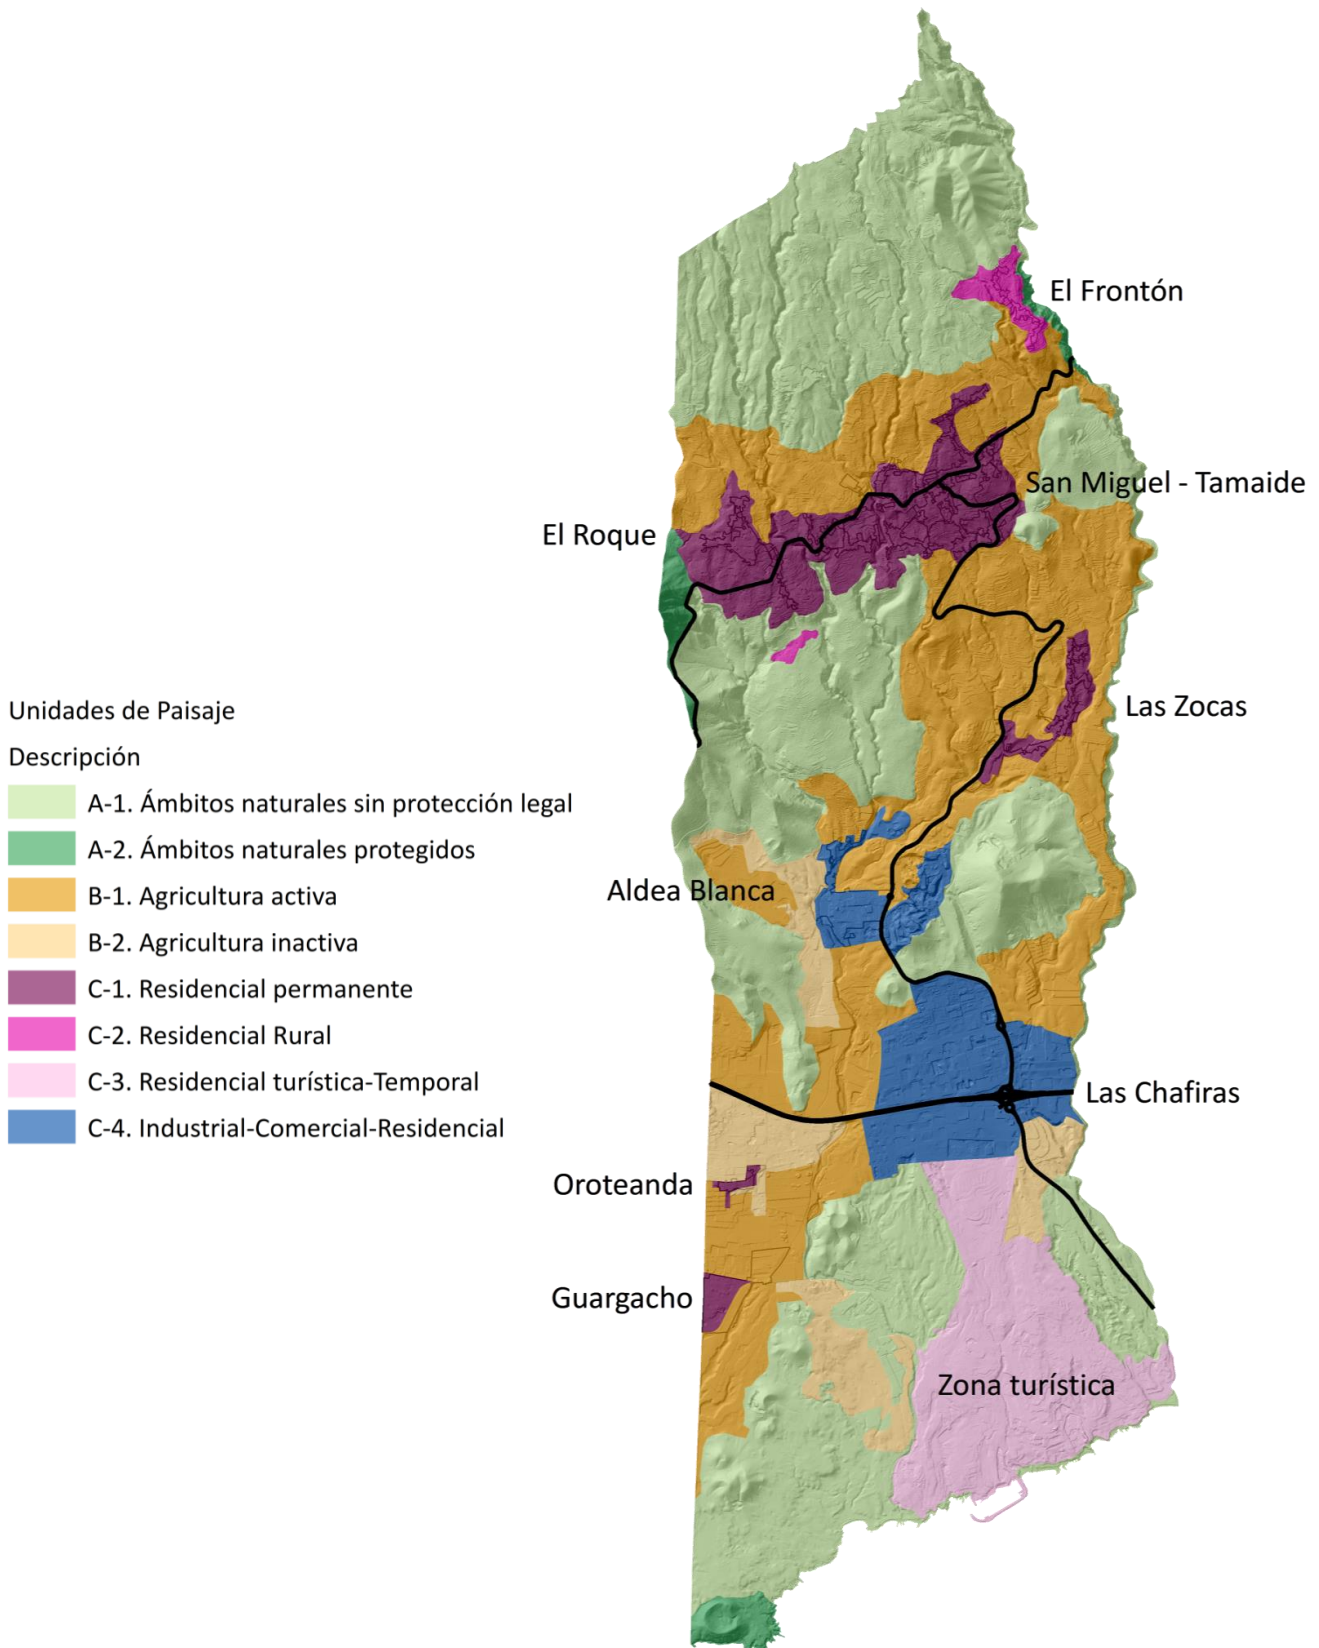 El Frontón
San Miguel - Tamaide
El Roque
Las Zocas
Unidades de Paisaje
Descripción
A-1. Ámbitos naturales sin protección legal
A-2. Ámbitos naturales protegidos
B-1. Agricultura activa
B-2. Agricultura inactiva
C-1. Residencial permanente
C-2. Residencial Rural
C-3. Residencial turística-Temporal
C-4. Industrial-Comercial-Residencial
Aldea Blanca
Las Chafiras
Oroteanda
Guargacho
Zona turística